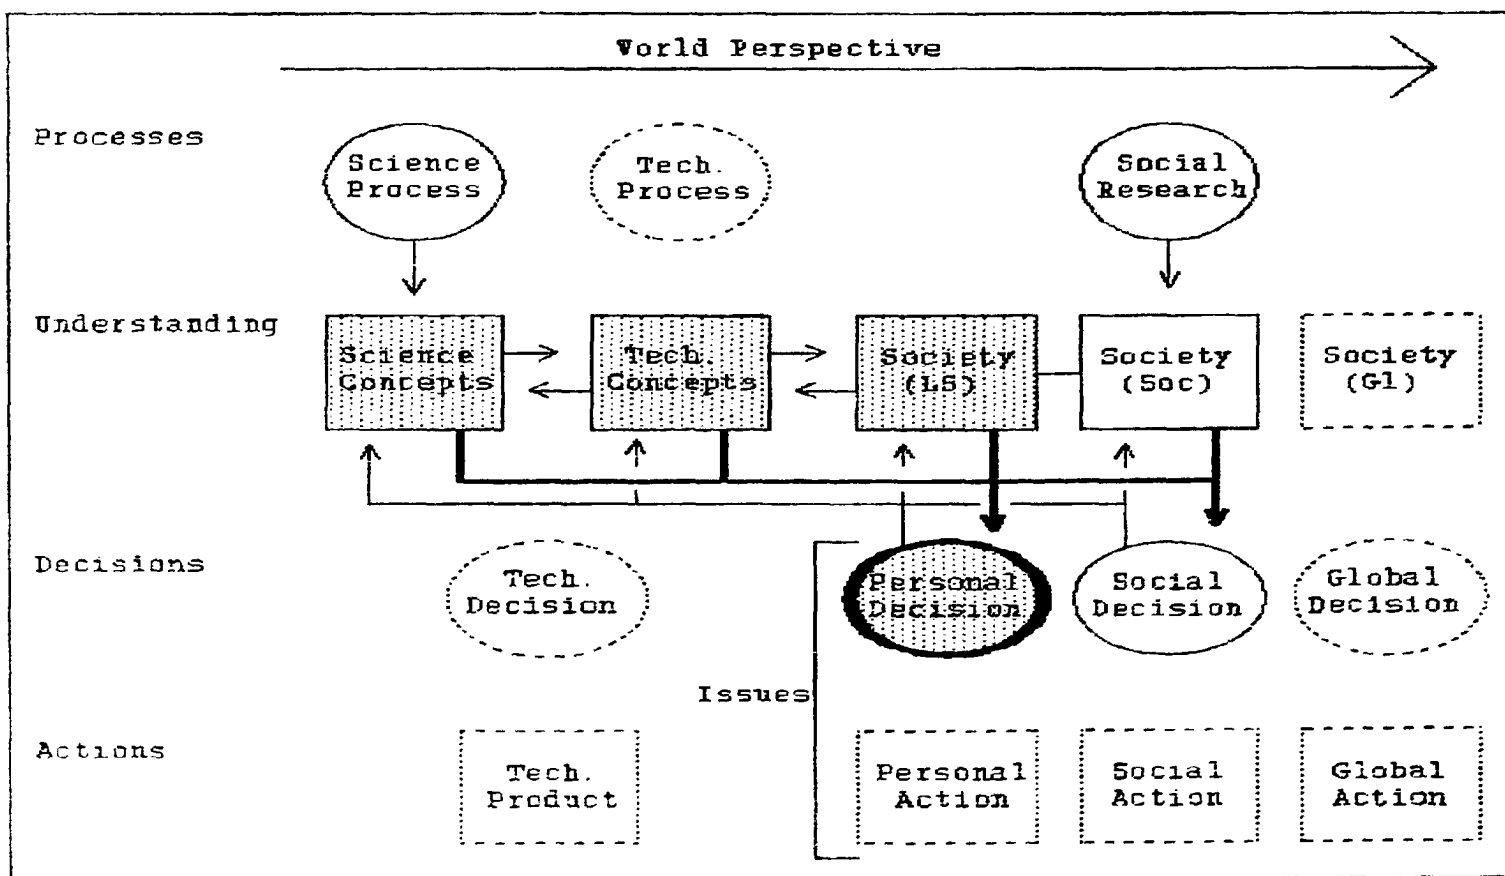 World Perspective
Processes
Science
Process
Tech.
Process
Social
Research
Understanding
Science
Concepts
Tech.
Concepts
Society
(LS)
Society
(Soc)
Society
(Gl)
Decisions
Tech.
Decision
Personal
Decision
Social
Decision
Global
Decision
Issues
Actions
Tech.
Product
Personal
Action
Social
Action
Global
Action